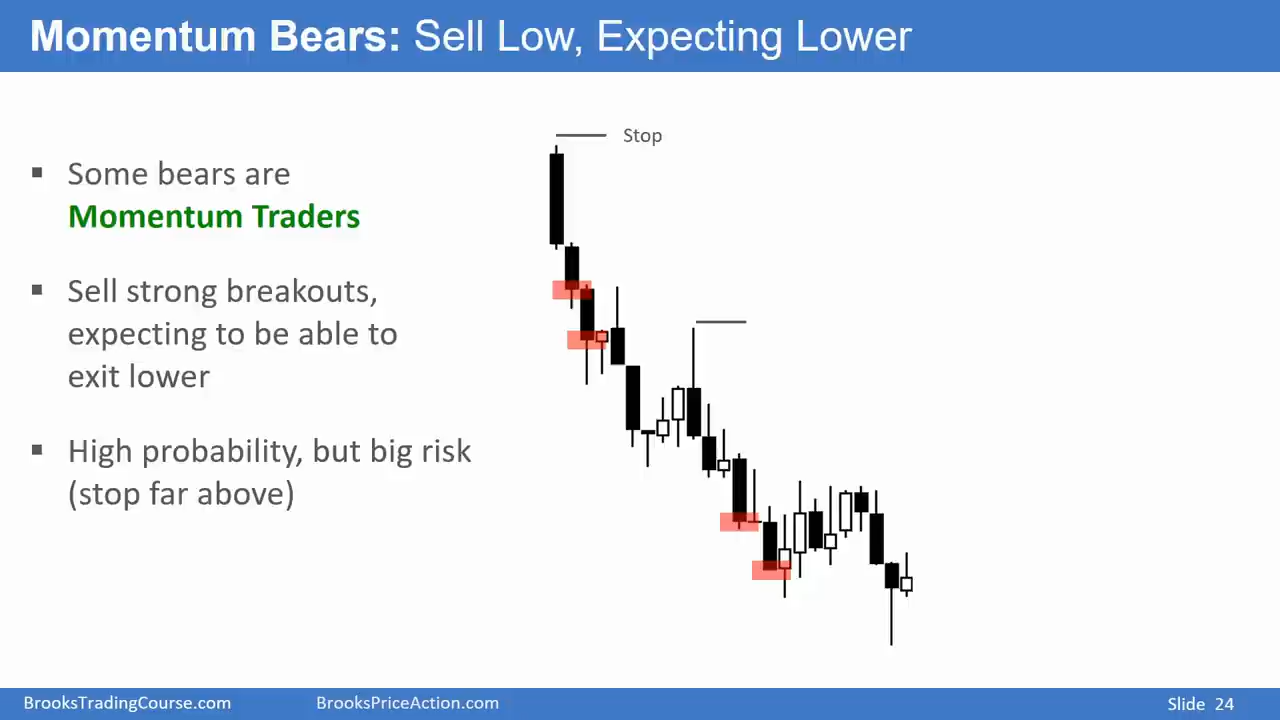 Momentum Bears: Sell Low, Expecting Lower
Some bears are
Momentum Traders
Sell strong breakouts,
expecting to be able to
exit lower
High probability, but big risk
(stop far above)
Stop
BrooksTradingCourse.com
BrooksPriceAction.com
Slide 24